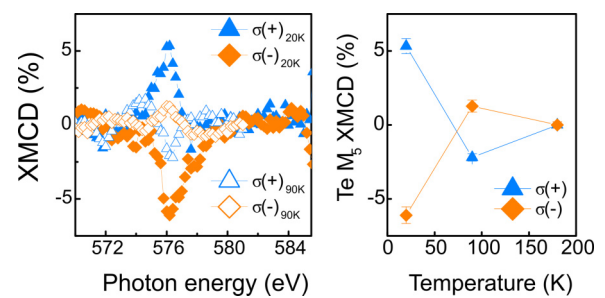 XMCD (%)
5
0
-5
572
576
580
584
Photon energy (eV)
σ(+)20K
σ(-)20K
σ(+)90K
σ(-)90K
Te M5 XMCD (%)
5
0
-5
0
50
100
150
200
Temperature (K)
σ(+)
σ(-)